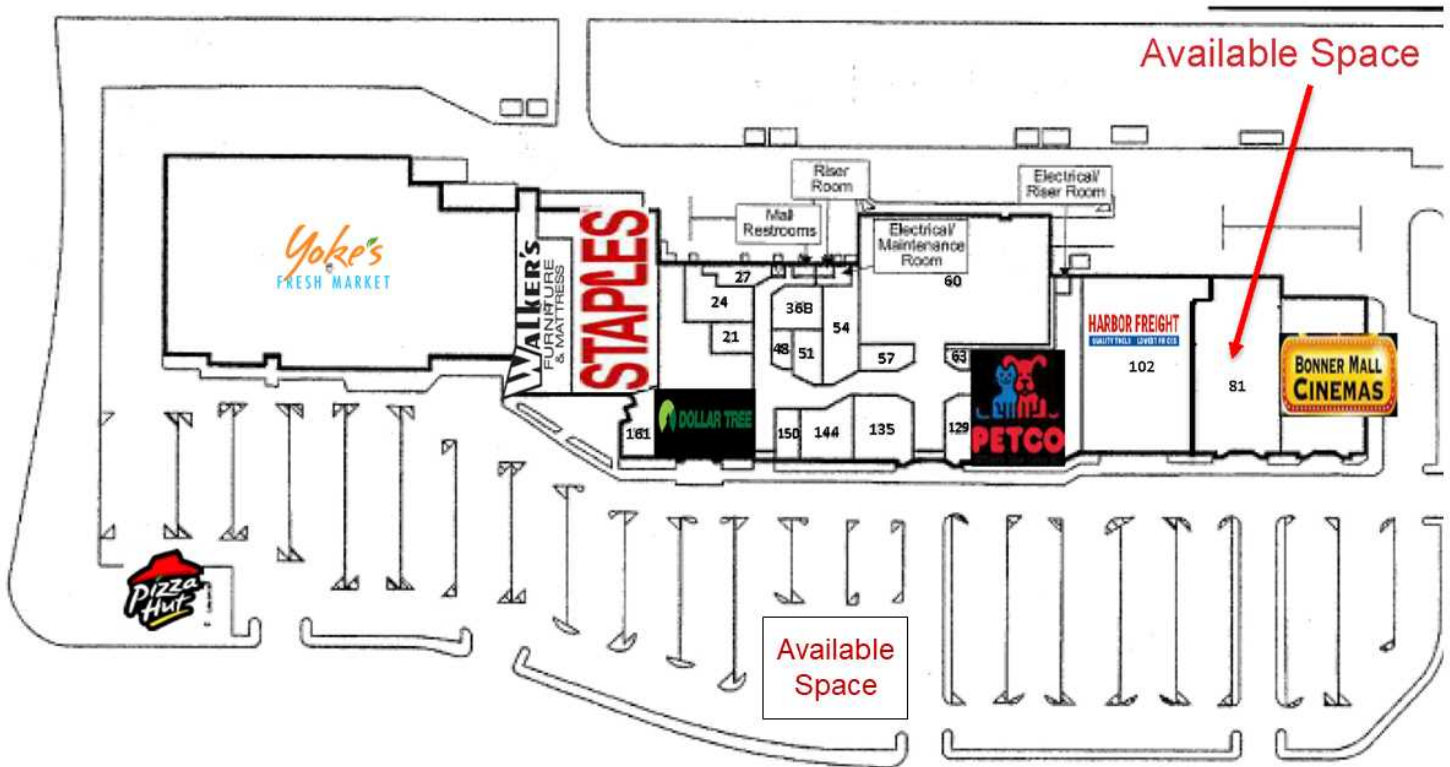 Available Space
Riser
Room
Electrical/
Riser Room
Mall
Restrooms
Electrical/
Maintenance
Room
Yoke's
FRESH MARKET
WALKER'S
FURNITURE
& MATTRESS
STAPLES
27
24
21
36B
48
51
54
60
57
63
HARBOR FREIGHT
QUALITY TOOLS LOWEST PRICES
102
81
BONNER MALL
CINEMAS
161
DOLLAR TREE
150
144
135
129
PETCO
Pizza
Hut
Available
Space